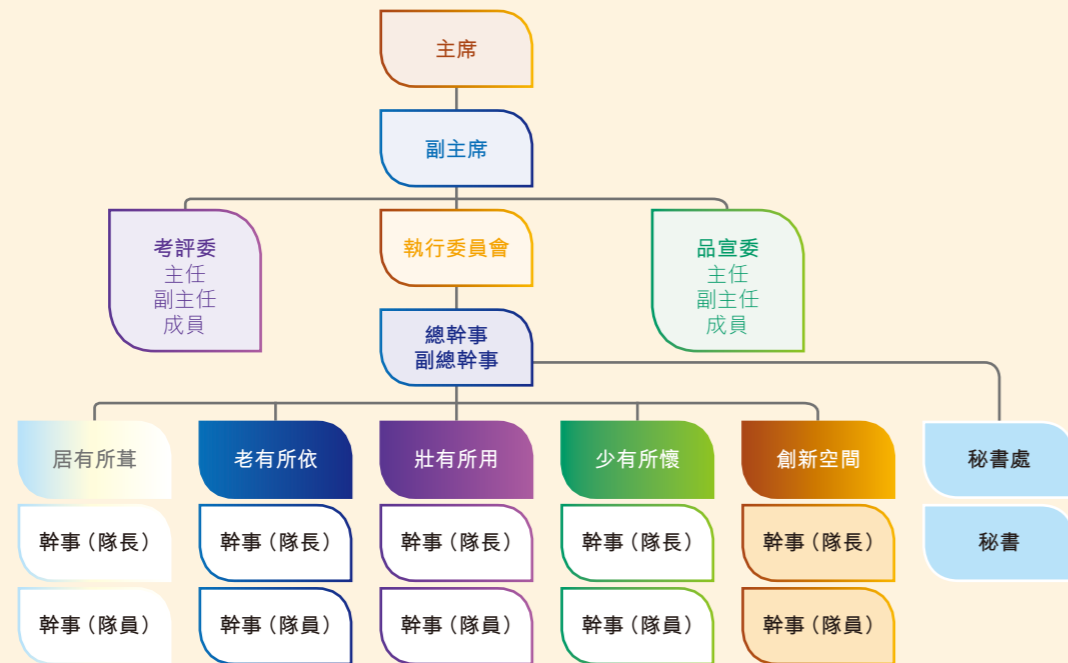 主席
副主席
考評委
主任
副主任
成員
執行委員會
品宣委
主任
副主任
成員
總幹事
副總幹事
居有所葺
老有所依
壯有所用
少有所懷
創新空間
秘書處
幹事（隊長）
幹事（隊長）
幹事（隊長）
幹事（隊長）
幹事（隊長）
秘書
幹事（隊員）
幹事（隊員）
幹事（隊員）
幹事（隊員）
幹事（隊員）